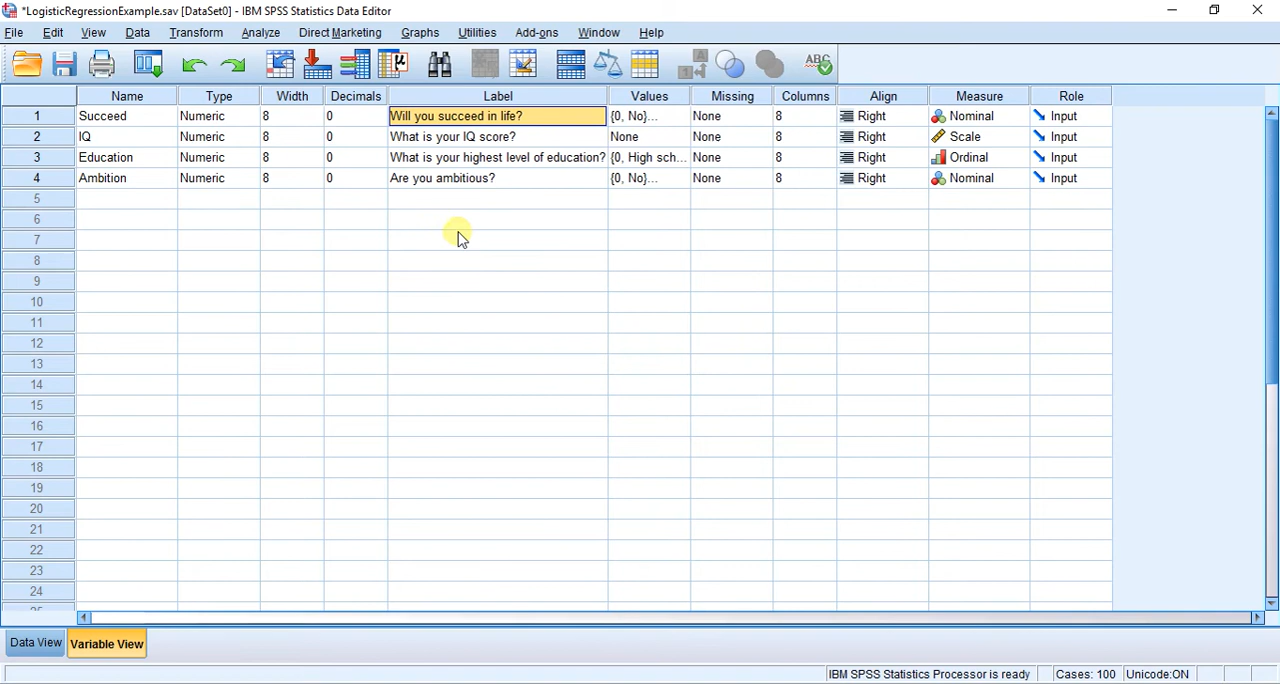 *LogisticRegressionExample.sav [DataSet0] - IBM SPSS Statistics Data Editor
File Edit View Data Transform Analyze Direct Marketing Graphs Utilities Add-ons Window Help
Name Type Width Decimals Label Values Missing Columns Align Measure Role
1 Succeed Numeric 8 0 Will you succeed in life? {0, No}... None 8 Right Nominal Input
2 IQ Numeric 8 0 What is your IQ score? None None 8 Right Scale Input
3 Education Numeric 8 0 What is your highest level of education? {0, High sch... None 8 Right Ordinal Input
4 Ambition Numeric 8 0 Are you ambitious? {0, No}... None 8 Right Nominal Input
5
6
7
8
9
10
11
12
13
14
15
16
17
18
19
20
21
22
23
24
Data View Variable View
IBM SPSS Statistics Processor is ready Cases: 100 Unicode:ON